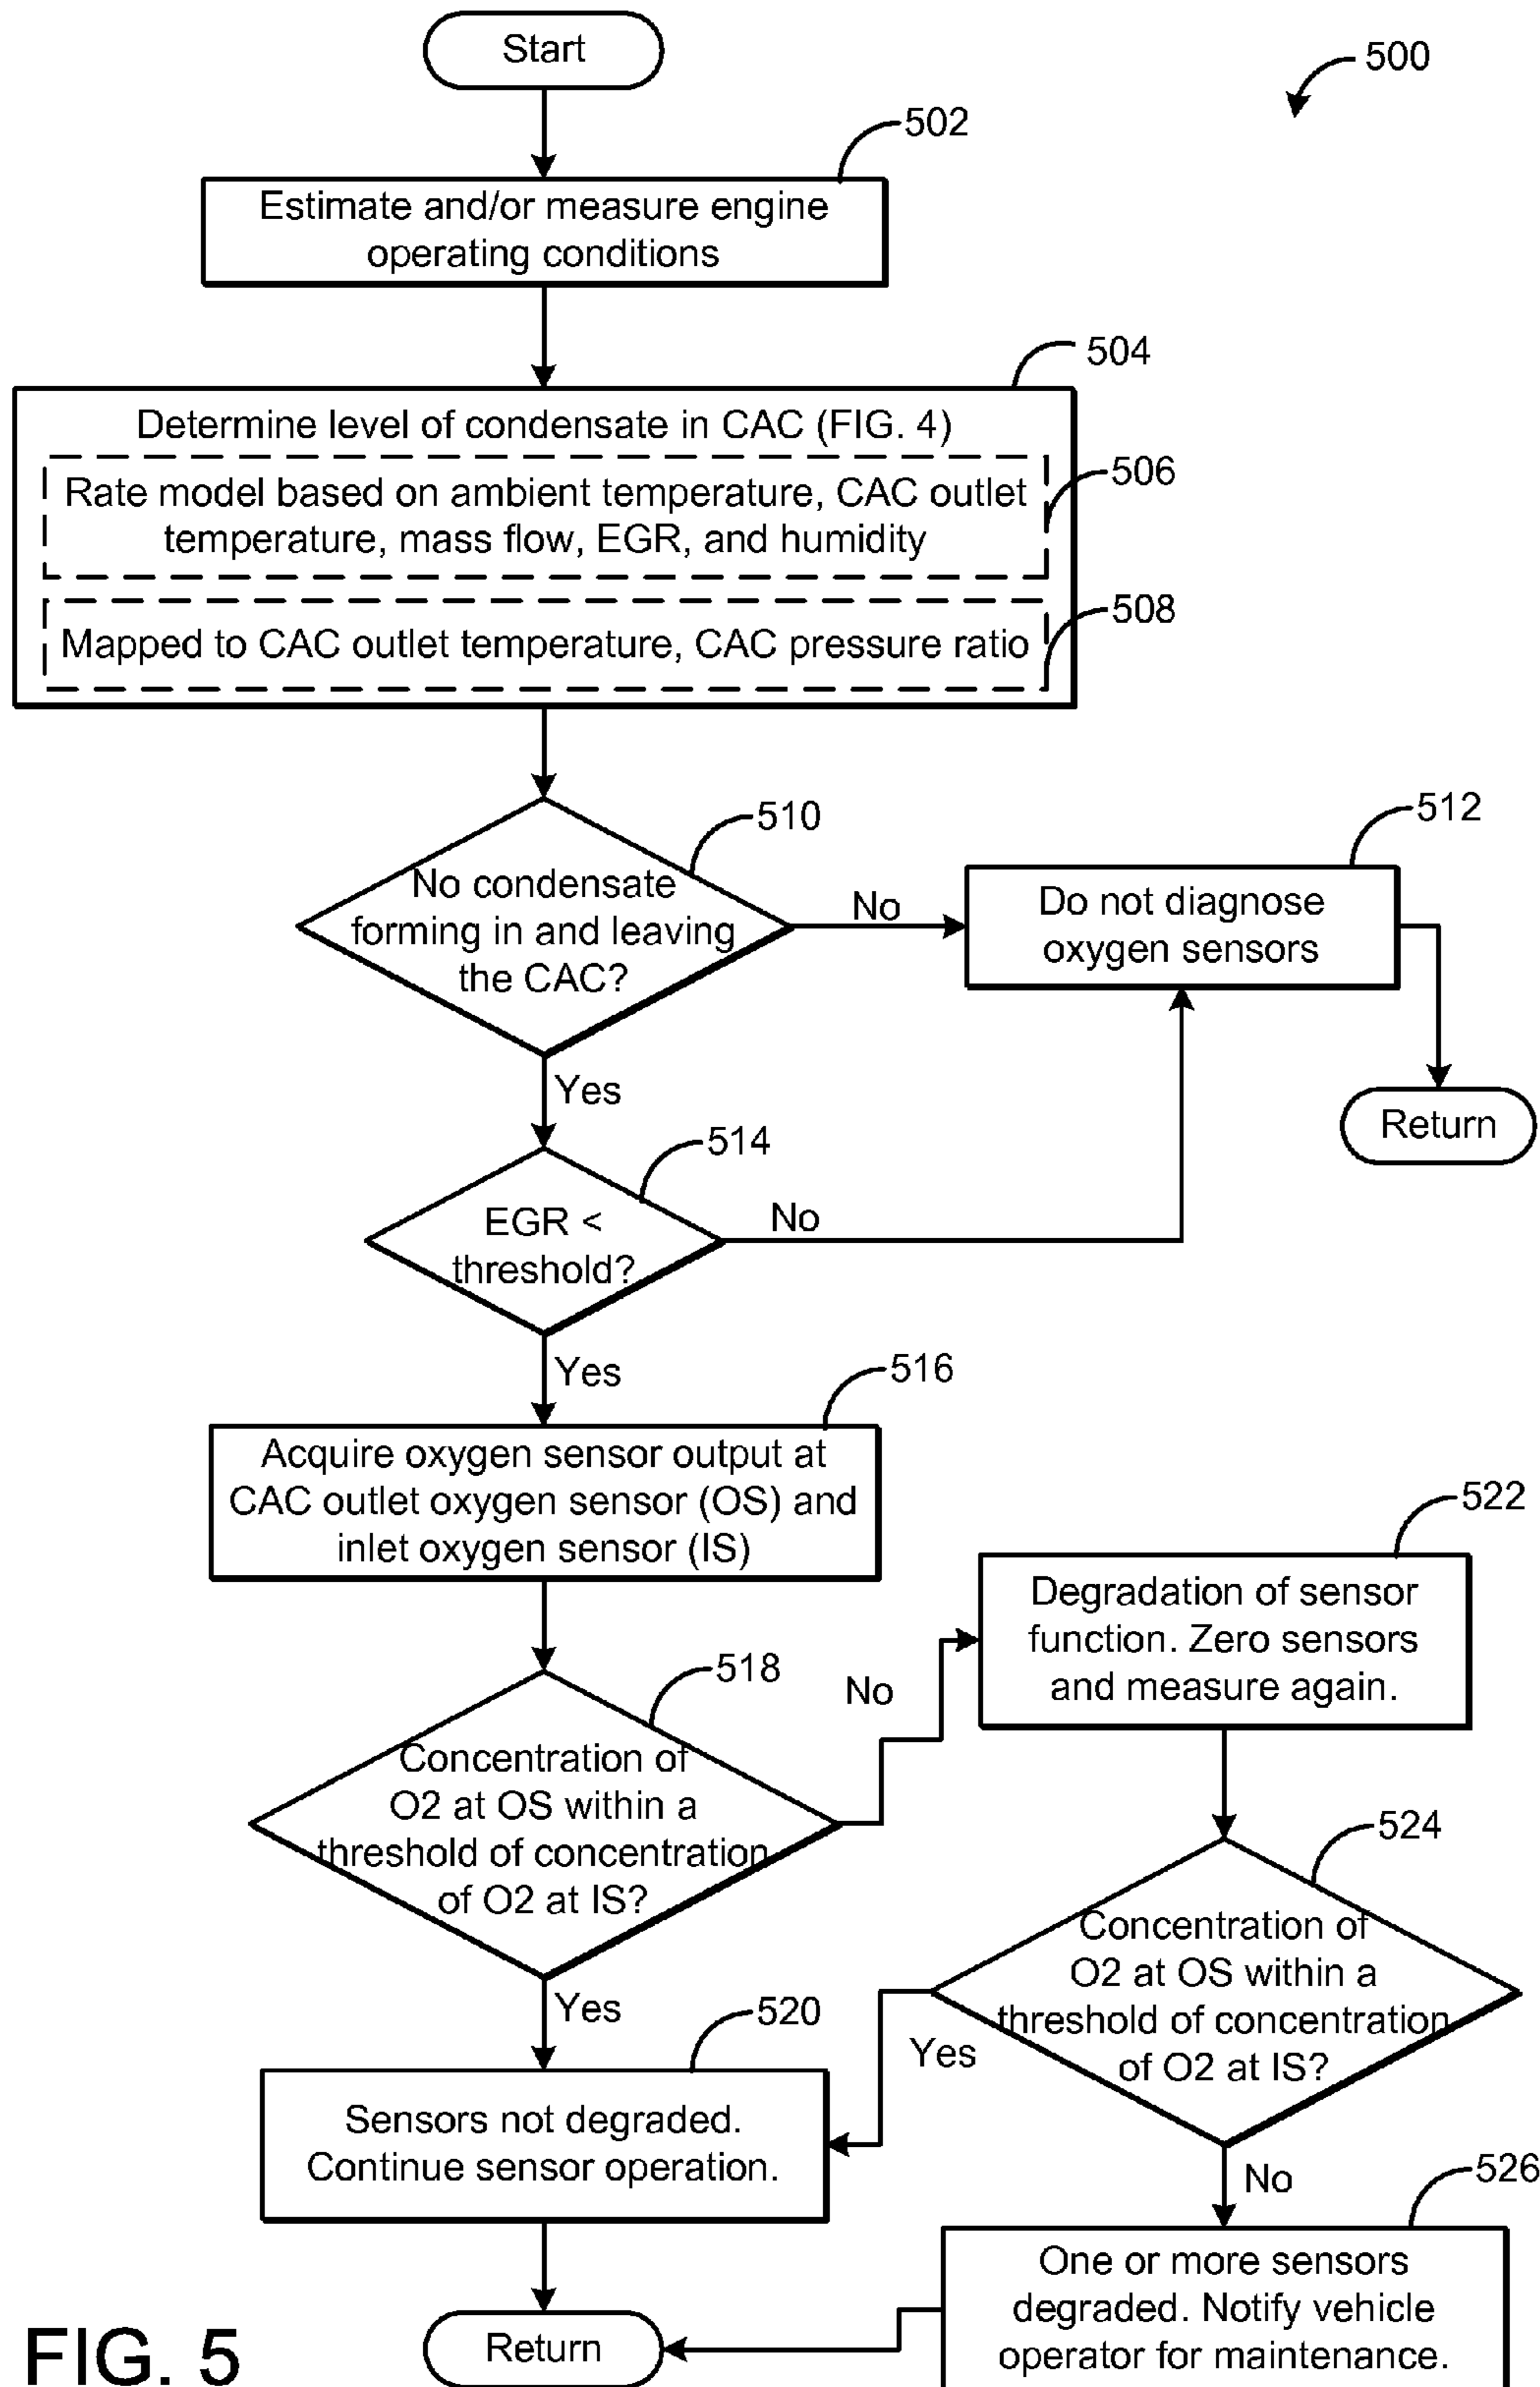 Start
500
502
Estimate and/or measure engine
operating conditions
504
Determine level of condensate in CAC (FIG. 4)
506
Rate model based on ambient temperature, CAC outlet
temperature, mass flow, EGR, and humidity
508
Mapped to CAC outlet temperature, CAC pressure ratio
510
No condensate
forming in and leaving
the CAC?
No
512
Do not diagnose
oxygen sensors
Return
Yes
514
EGR <
threshold?
No
Yes
516
Acquire oxygen sensor output at
CAC outlet oxygen sensor (OS) and
inlet oxygen sensor (IS)
518
Concentration of
O2 at OS within a
threshold of concentration
of O2 at IS?
No
522
Degradation of sensor
function. Zero sensors
and measure again.
524
Concentration of
O2 at OS within a
threshold of concentration
of O2 at IS?
Yes
Yes
520
Sensors not degraded.
Continue sensor operation.
No
526
One or more sensors
degraded. Notify vehicle
operator for maintenance.
Return
FIG. 5